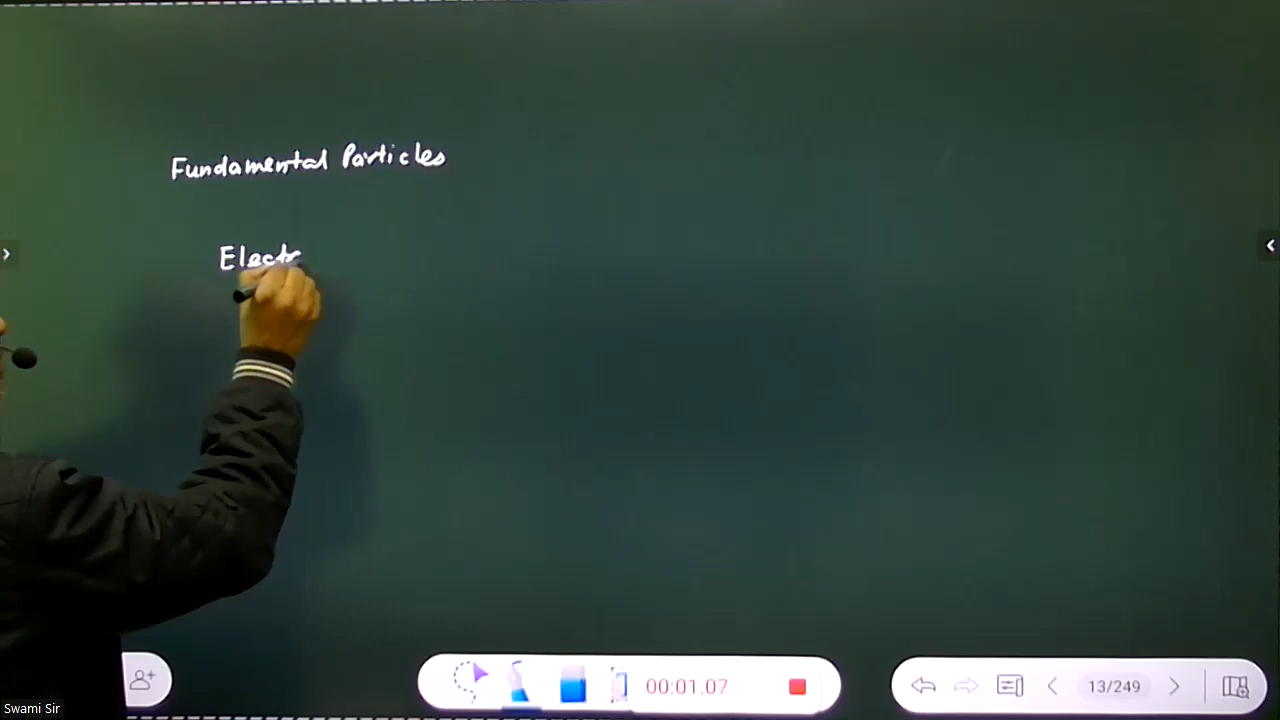 Fundamental Particles
Electr
00:01.07
13/249
Swami Sir